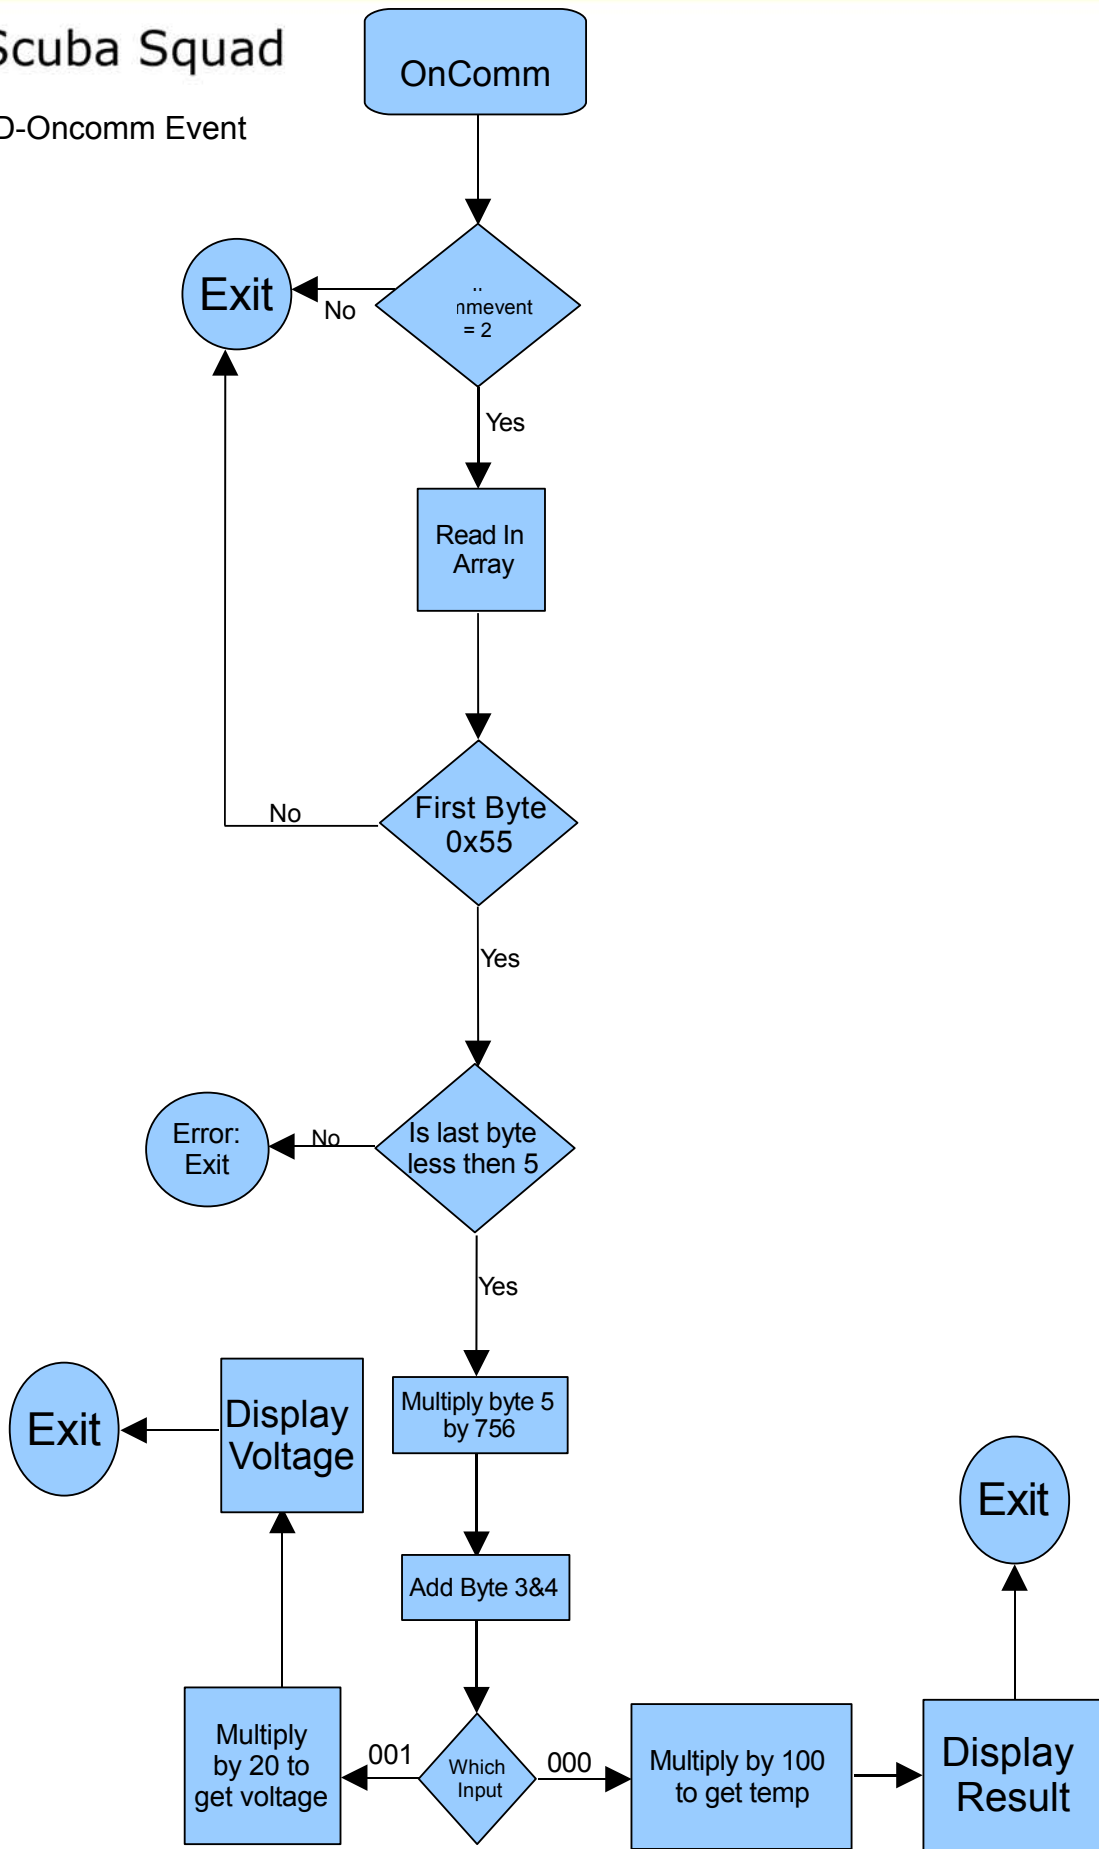 Scuba Squad
D-Oncomm Event
OnComm
Exit
No
= 2
Yes
Read In
Array
No
First Byte
0x55
Yes
Error:
Exit
No
Is last byte
less then 5
Yes
Exit
Display
Voltage
Multiply byte 5
by 756
Exit
Add Byte 3&4
Multiply
by 20 to
get voltage
001
Which
Input
000
Multiply by 100
to get temp
Display
Result